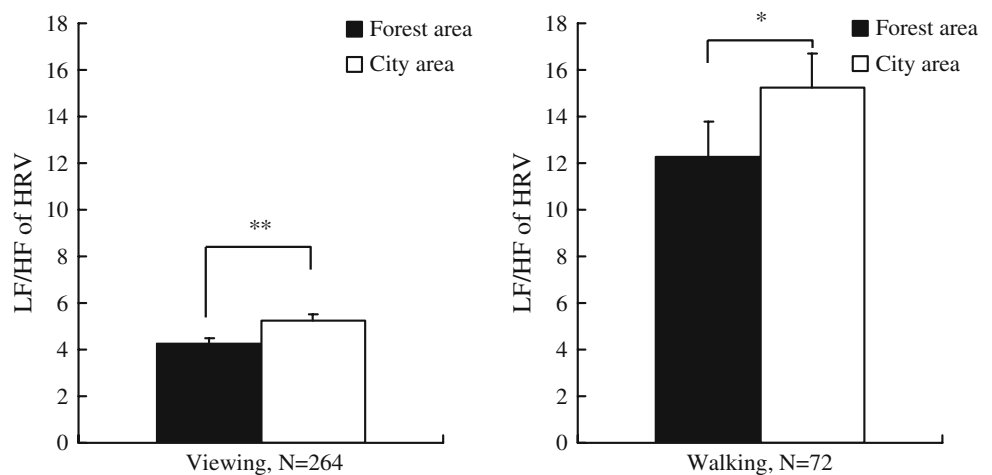 18
16
14
12
10
8
6
4
2
0
LF/HF of HRV
Forest area
City area
**
Viewing, N=264
18
16
14
12
10
8
6
4
2
0
LF/HF of HRV
Forest area
City area
*
Walking, N=72